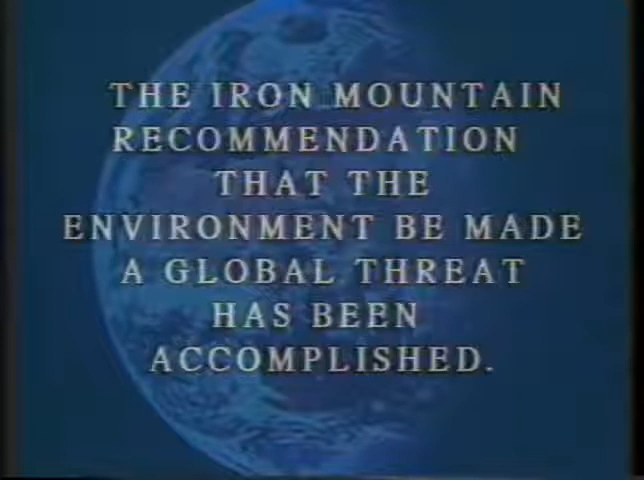 THE IRON MOUNTAIN
RECOMMENDATION
THAT THE
ENVIRONMENT BE MADE
A GLOBAL THREAT
HAS BEEN
ACCOMPLISHED.